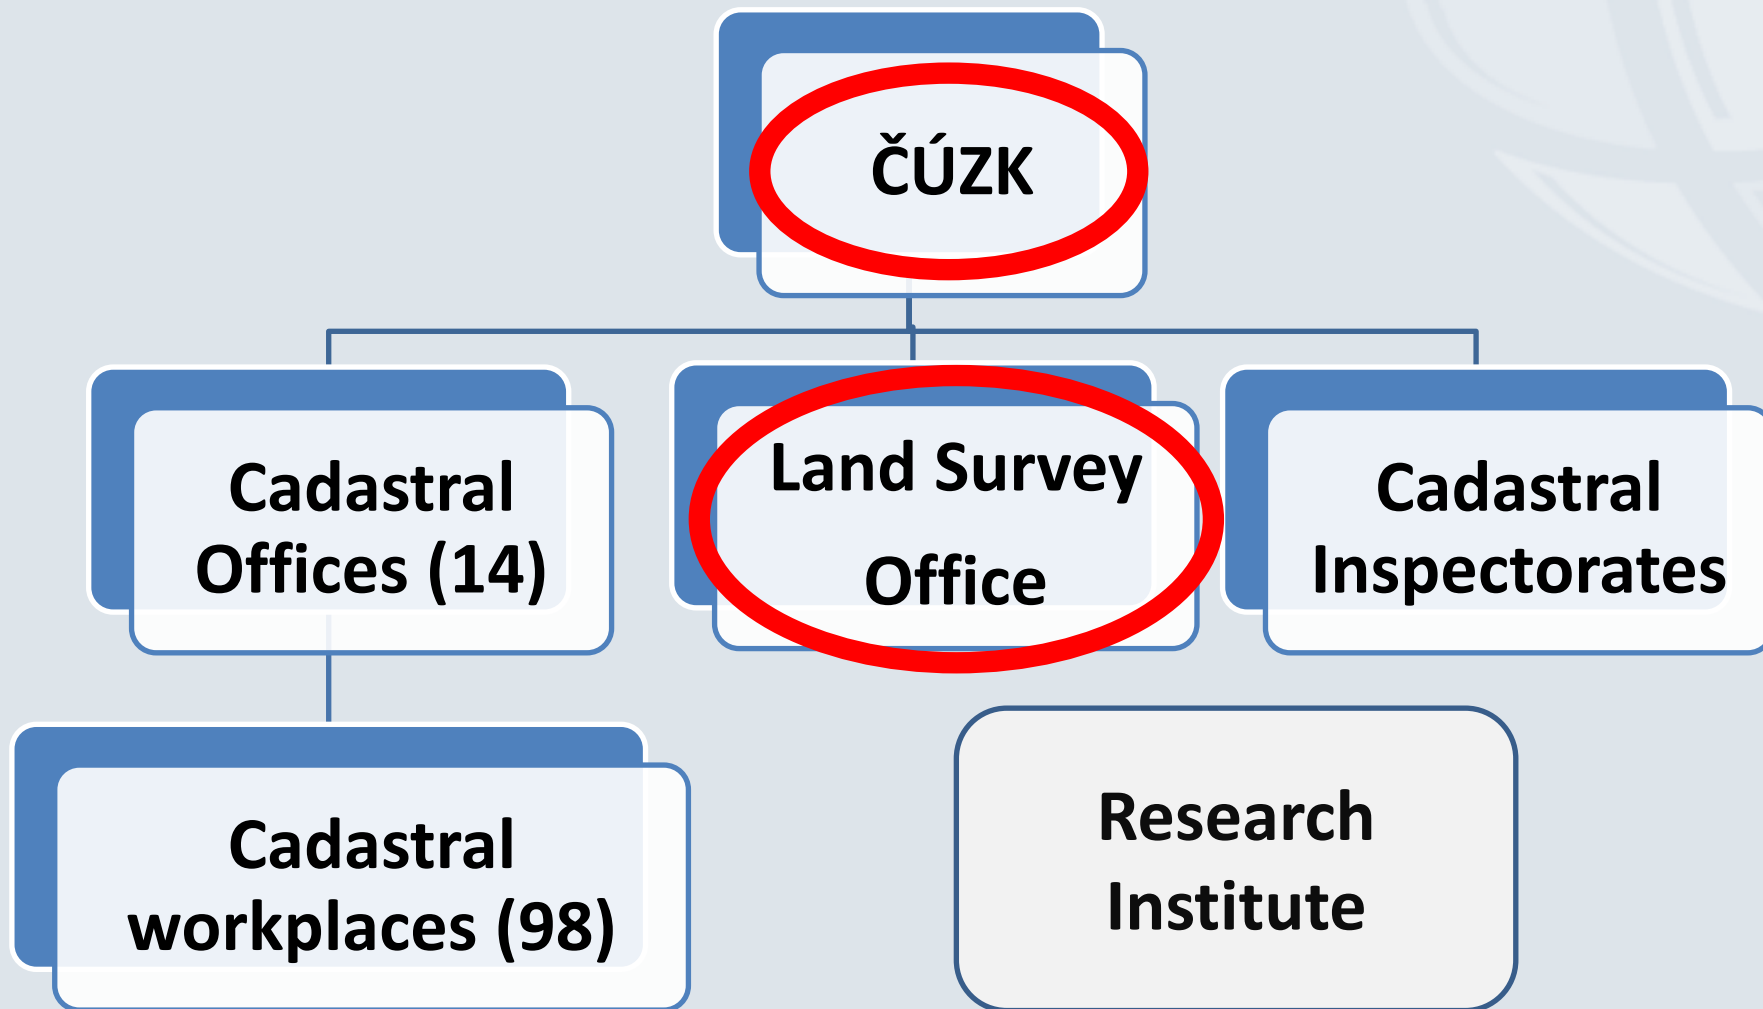 ČÚZK
Cadastral
Offices (14)
Land Survey
Office
Cadastral
Inspectorates
Cadastral
workplaces (98)
Research
Institute